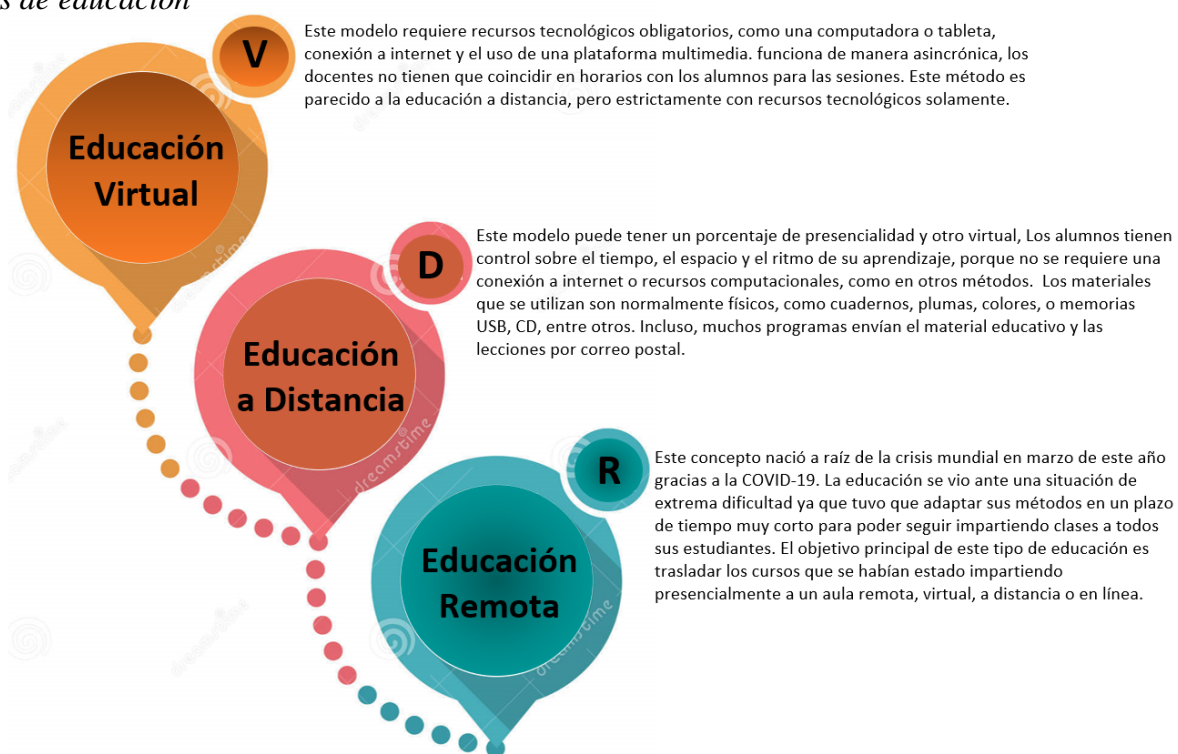 s de educación
V
Este modelo requiere recursos tecnológicos obligatorios, como una computadora o tableta,
conexión a internet y el uso de una plataforma multimedia. funciona de manera asincrónica, los
docentes no tienen que coincidir en horarios con los alumnos para las sesiones. Este método es
parecido a la educación a distancia, pero estrictamente con recursos tecnológicos solamente.
Educación
Virtual
D
Este modelo puede tener un porcentaje de presencialidad y otro virtual, Los alumnos tienen
control sobre el tiempo, el espacio y el ritmo de su aprendizaje, porque no se requiere una
conexión a internet o recursos computacionales, como en otros métodos. Los materiales
que se utilizan son normalmente físicos, como cuadernos, plumas, colores, o memorias
USB, CD, entre otros. Incluso, muchos programas envían el material educativo y las
lecciones por correo postal.
Educación
a Distancia
R
Este concepto nació a raíz de la crisis mundial en marzo de este año
gracias a la COVID-19. La educación se vio ante una situación de
extrema dificultad ya que tuvo que adaptar sus métodos en un plazo
de tiempo muy corto para poder seguir impartiendo clases a todos
sus estudiantes. El objetivo principal de este tipo de educación es
trasladar los cursos que se habían estado impartiendo
presencialmente a un aula remota, virtual, a distancia o en línea.
Educación
Remota
dreamstime